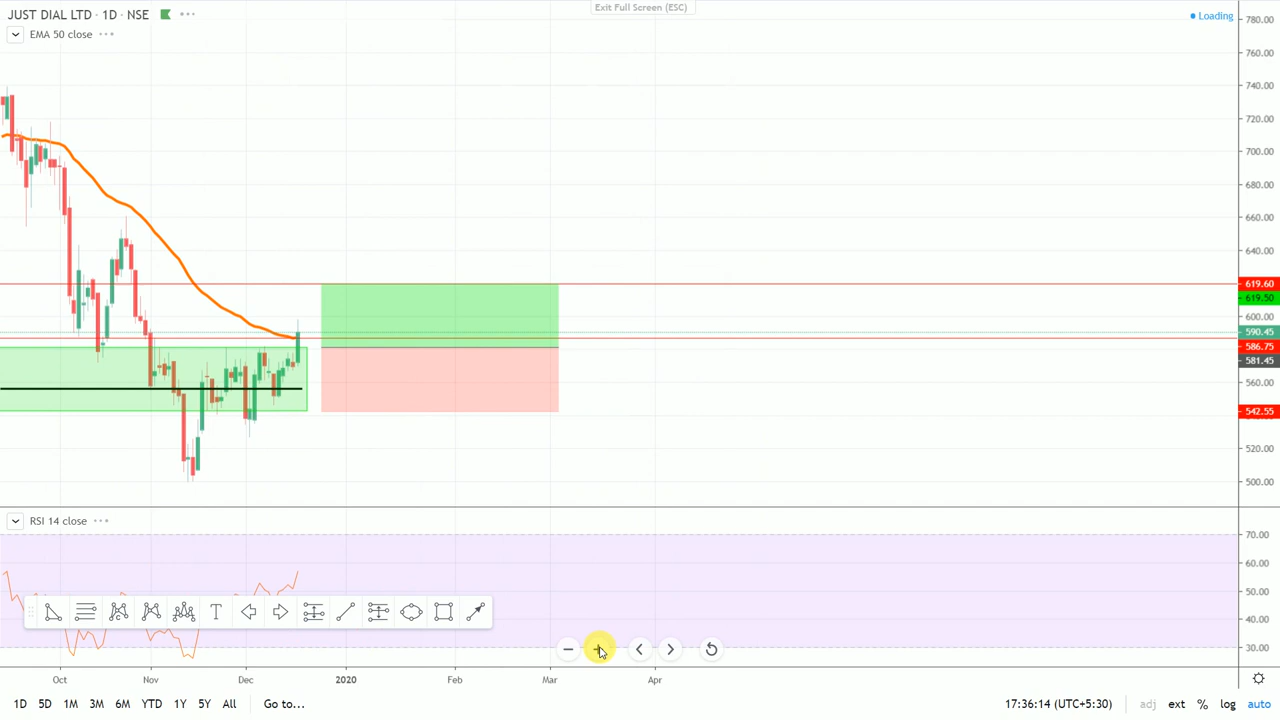 Exit Full Screen (ESC)
JUST DIAL LTD · 1D · NSE
Loading
EMA 50 close
780.00
760.00
740.00
720.00
700.00
680.00
660.00
640.00
619.60
619.50
600.00
590.45
586.75
581.45
560.00
542.55
520.00
500.00
RSI 14 close
70.00
60.00
50.00
40.00
30.00
T
Oct Nov Dec 2020 Feb Mar Apr
1D 5D 1M 3M 6M YTD 1Y 5Y All Go to... 17:36:14 (UTC+5:30) adj ext % log auto